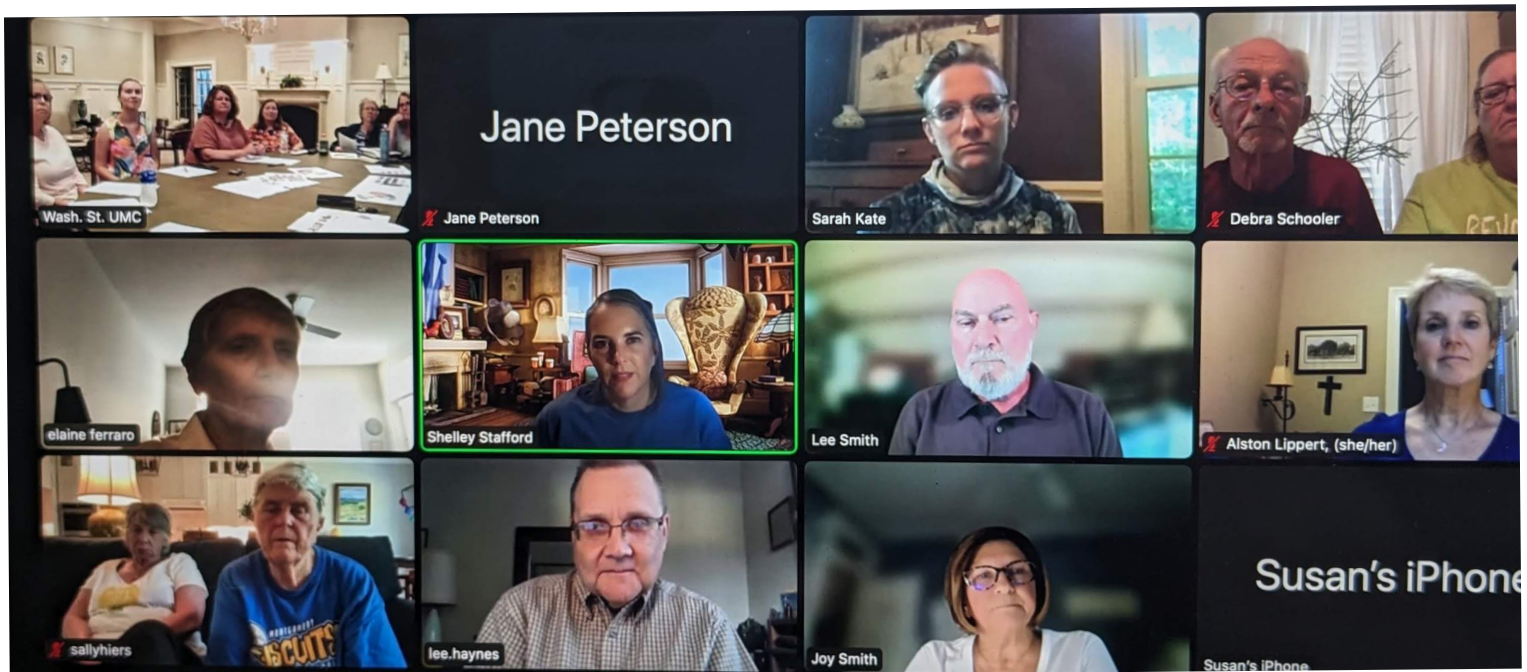 Wash. St. UMC
Jane Peterson
Jane Peterson
Sarah Kate
Debra Schooler
elaine ferraro
Shelley Stafford
Lee Smith
Alston Lippert, (she/her)
MONTGOMERY
sallyhiers
lee.haynes
Joy Smith
Susan's iPhone
Susan's iPhone